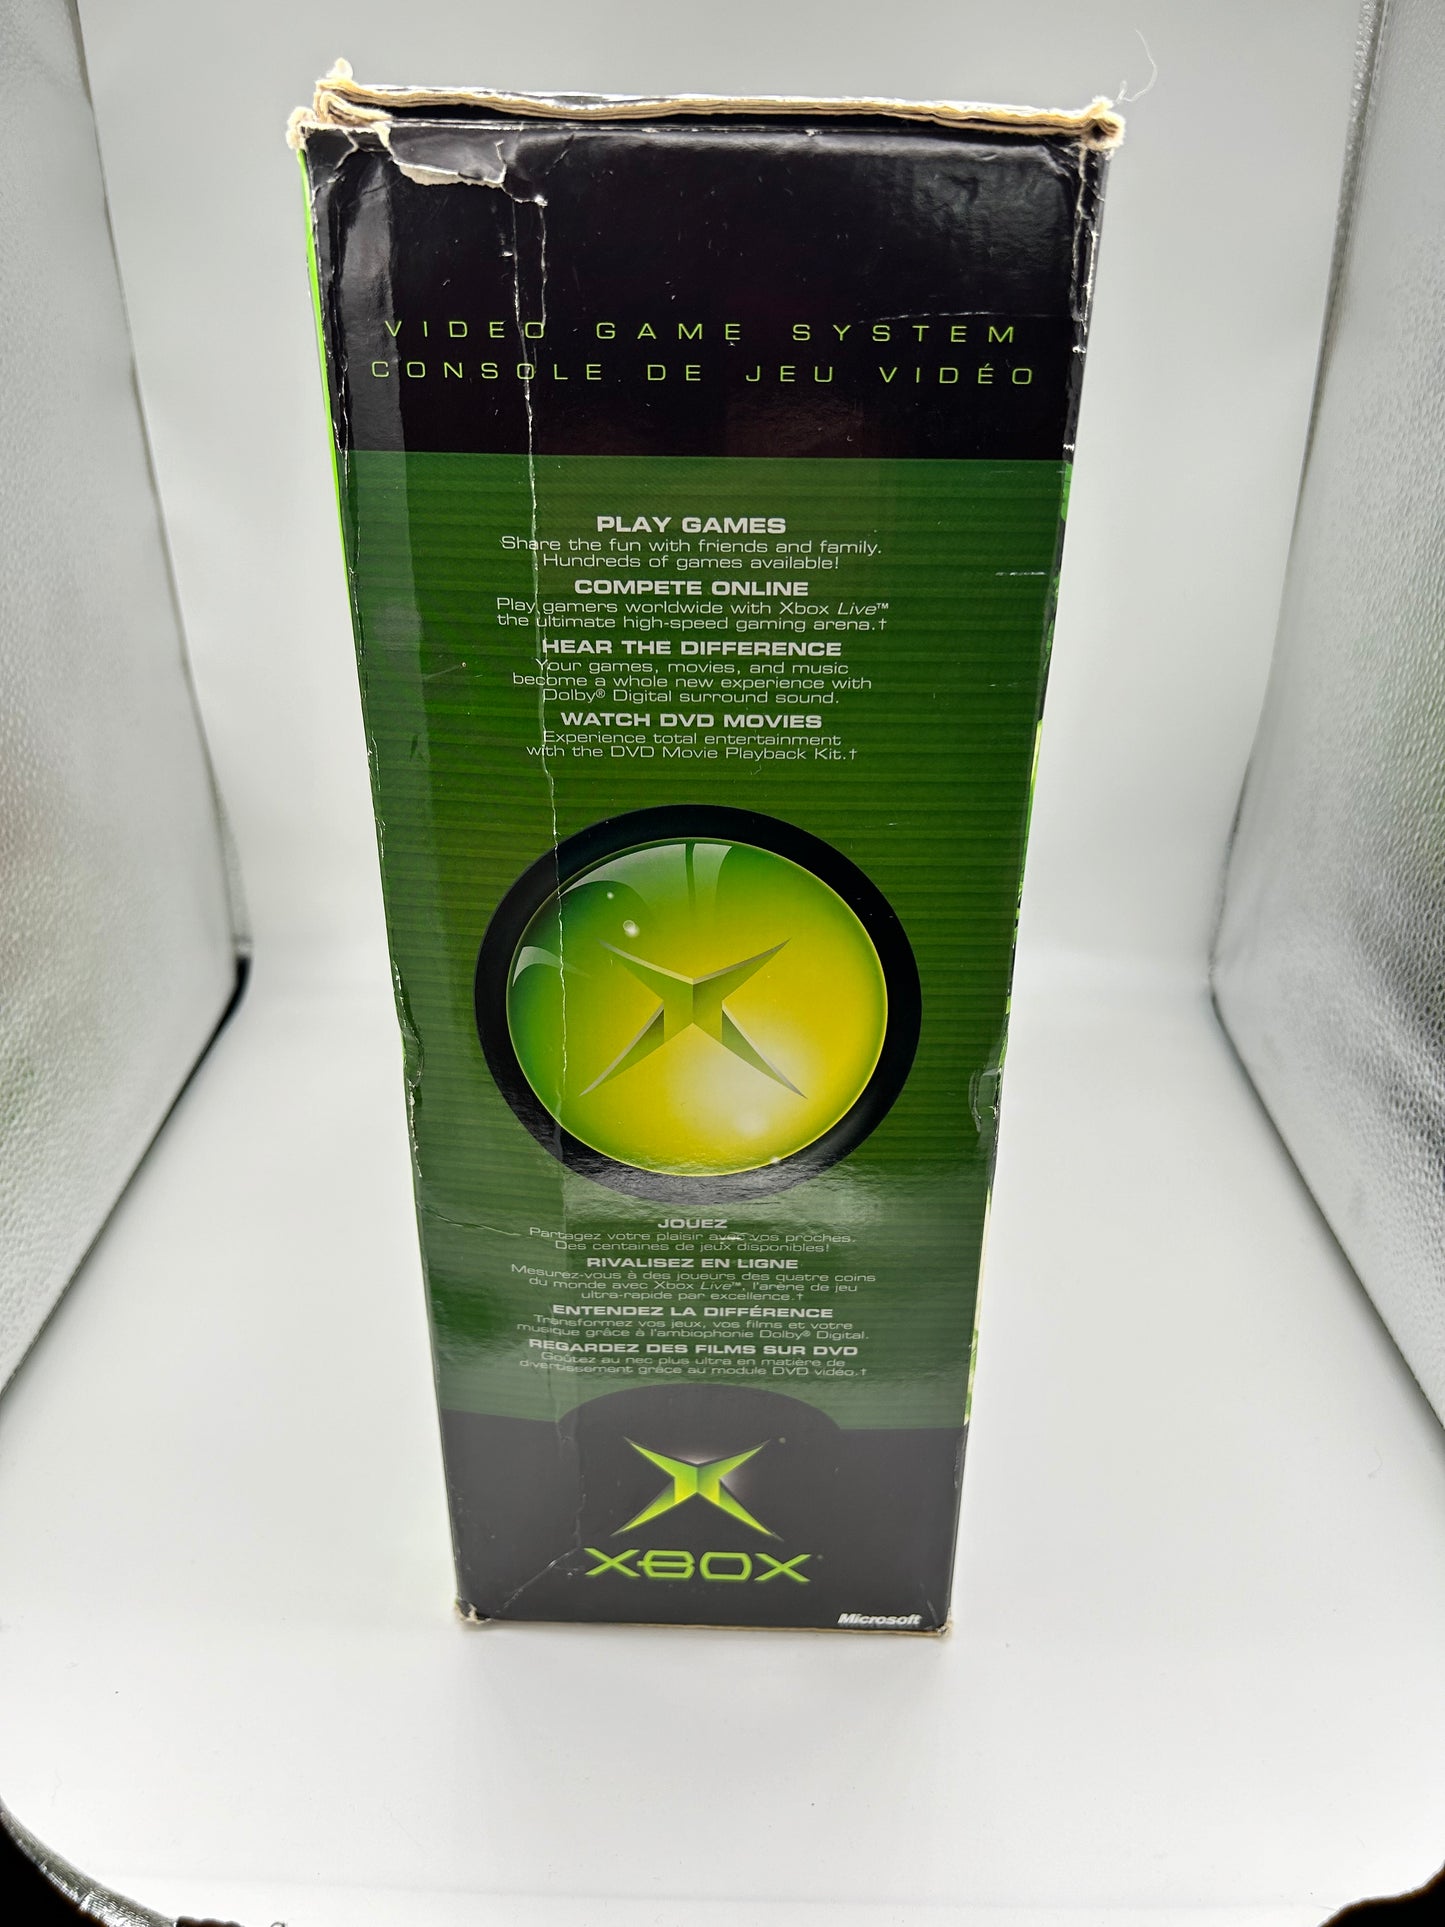 VIDEO GAME SYSTEM
CONSOLE DE JEU VIDÉO
PLAY GAMES
Share the fun with friends and family.
Hundreds of games available!
COMPETE ONLINE
Play gamers worldwide with Xbox Live™
the ultimate high-speed gaming arena.†
HEAR THE DIFFERENCE
Your games, movies, and music
become a whole new experience with
Dolby® Digital surround sound.
WATCH DVD MOVIES
Experience total entertainment
with the DVD Movie Playback Kit.†
JOUEZ
Partagez votre plaisir avec vos proches.
Des centaines de jeux disponibles!
RIVALISEZ EN LIGNE
Mesurez-vous à des joueurs des quatre coins
du monde avec Xbox Live™, l'arène de jeu
ultra-rapide par excellence.†
ENTENDEZ LA DIFFÉRENCE
Transformez vos jeux, vos films et votre
musique grâce à l'ambiophonie Dolby® Digital.
REGARDEZ DES FILMS SUR DVD
Goûtez au nec plus ultra en matière de
divertissement grâce au module DVD vidéo.†
XBOX
Microsoft